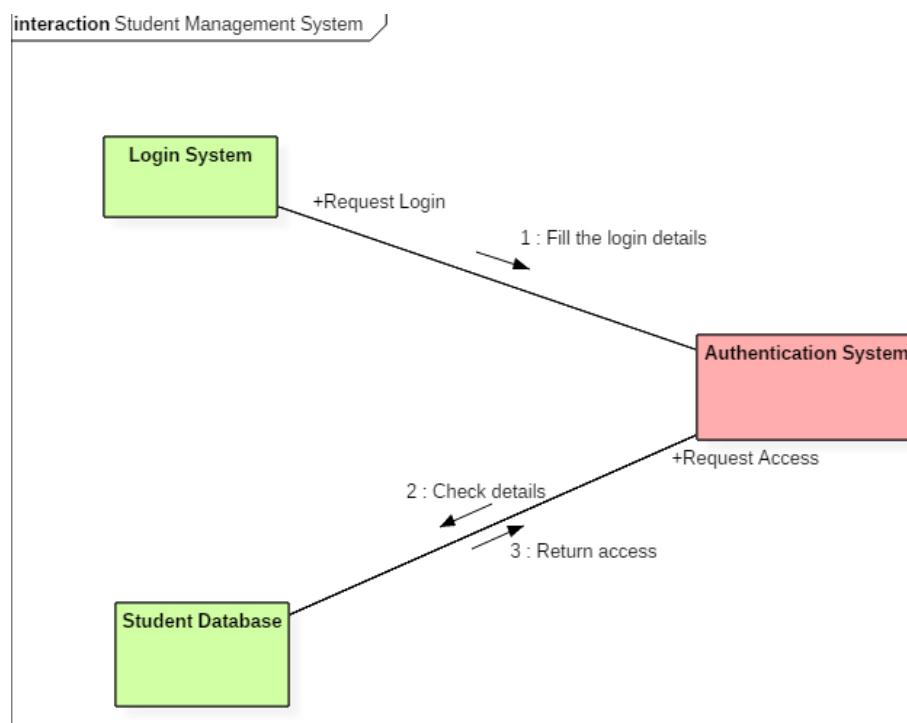 interaction Student Management System
Login System
+Request Login
1 : Fill the login details
Authentication System
+Request Access
2 : Check details
3 : Return access
Student Database